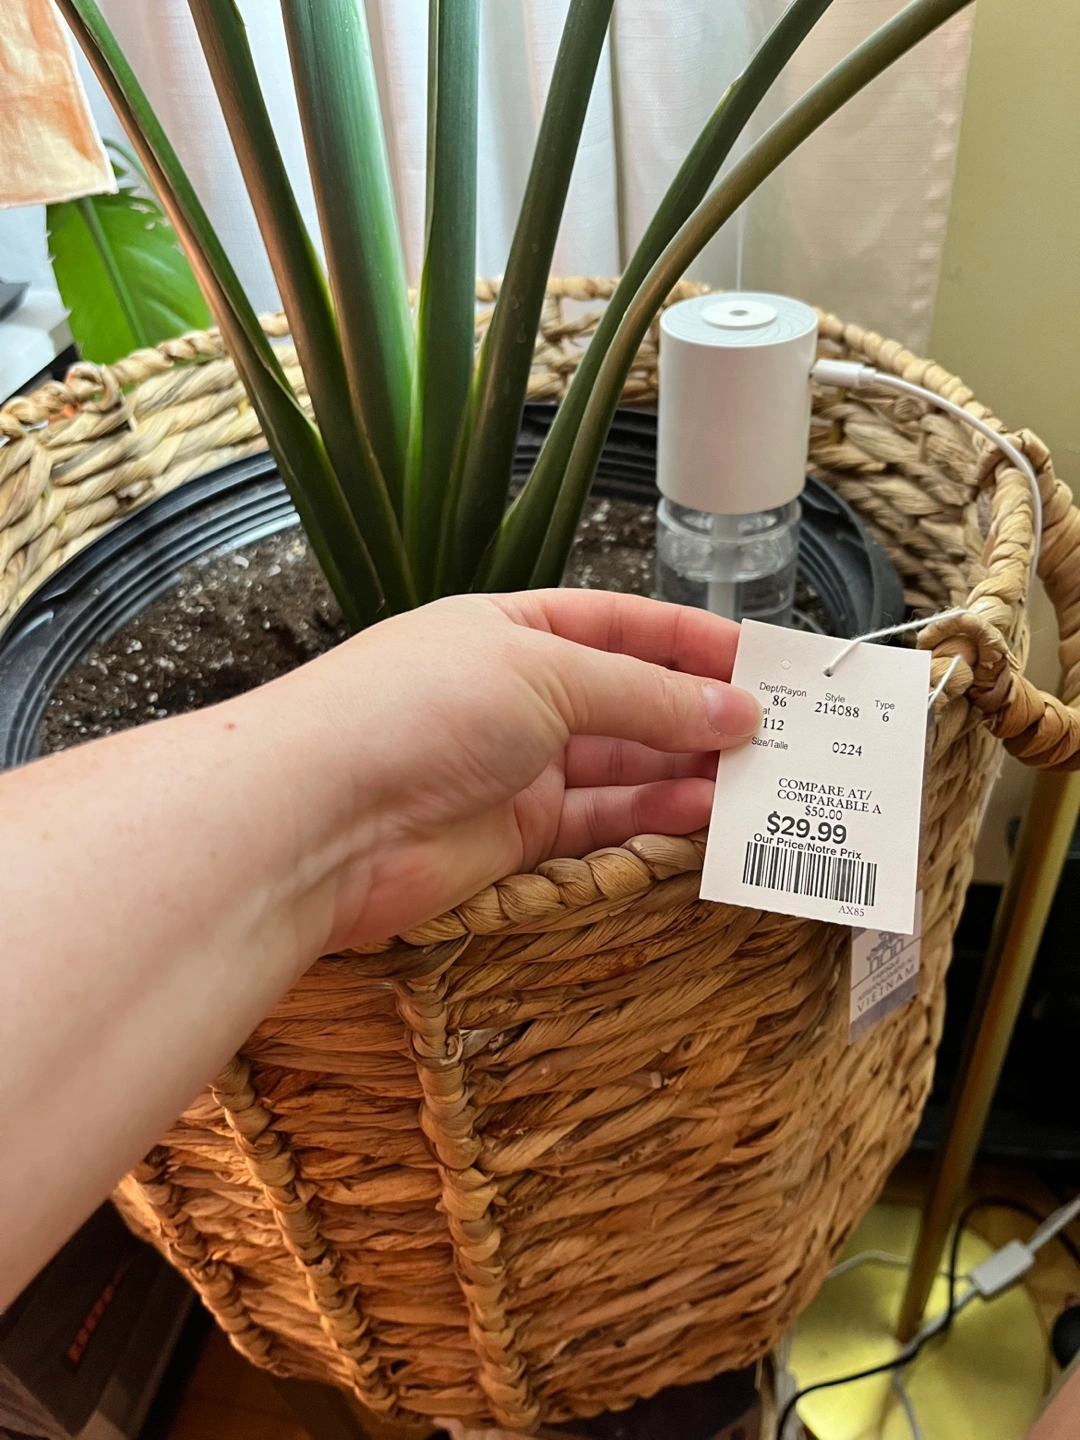 Dept/Rayon Style Type
86 214088 6
at
112
Size/Taille 0224
COMPARE AT/
COMPARABLE A
$50.00
$29.99
Our Price/Notre Prix
AX85
VIETNAM